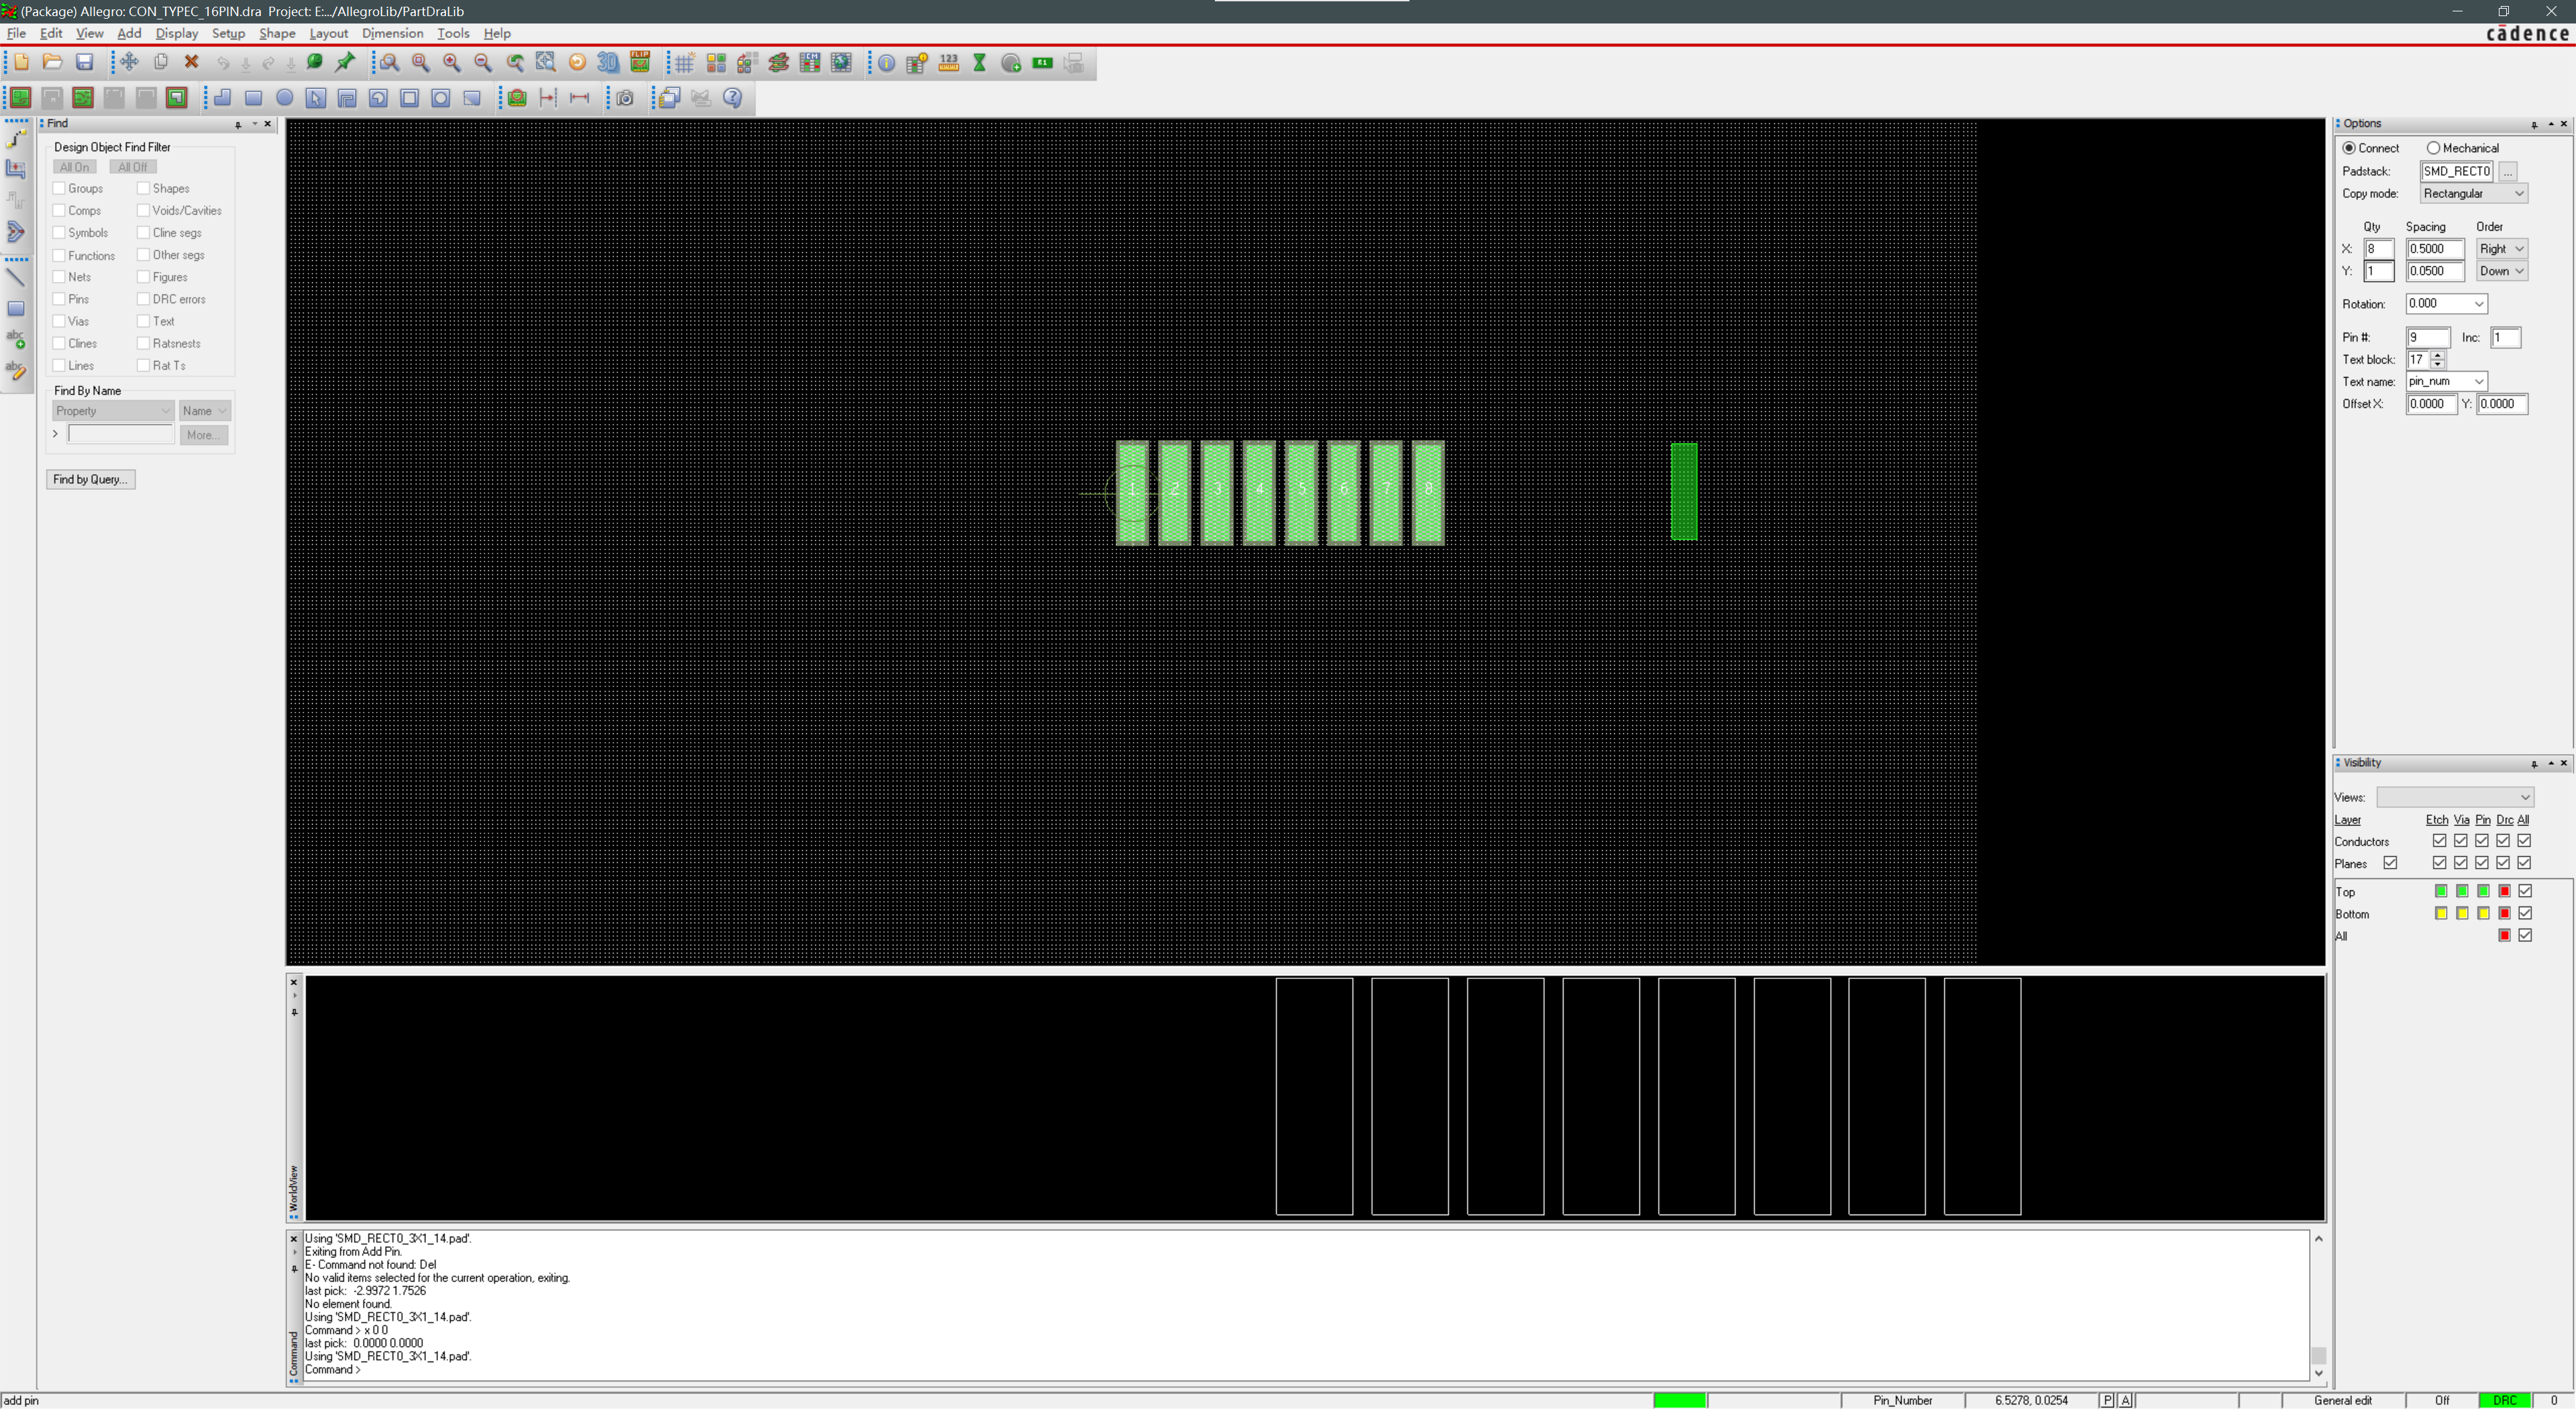 (Package) Allegro: CON_TYPEC_16PIN.dra Project: E:.../AllegroLib/PartDraLib
File Edit View Add Display Setup Shape Layout Dimension Tools Help
cādence
Find
Design Object Find Filter
All On All Off
Groups Shapes
Comps Voids/Cavities
Symbols Cline segs
Functions Other segs
Nets Figures
Pins DRC errors
Vias Text
Clines Ratsnests
Lines Rat Ts
Find By Name
Property Name
> More...
Find by Query...
1 2 3 4 5 6 7 8
Options
Connect Mechanical
Padstack: SMD_RECT0 ...
Copy mode: Rectangular
Qty Spacing Order
X: 8 0.5000 Right
Y: 1 0.0500 Down
Rotation: 0.000
Pin #: 9 Inc: 1
Text block: 17
Text name: pin_num
Offset X: 0.0000 Y: 0.0000
Visibility
Views:
Layer Etch Via Pin Drc All
Conductors
Planes
Top
Bottom
All
WorldView
Command
Using 'SMD_RECT0_3X1_14.pad'.
Exiting from Add Pin.
E- Command not found: Del
No valid items selected for the current operation, exiting.
last pick: -2.9972 1.7526
No element found.
Using 'SMD_RECT0_3X1_14.pad'.
Command > x 0 0
last pick: 0.0000 0.0000
Using 'SMD_RECT0_3X1_14.pad'.
Command >
add pin Pin_Number 6.5278, 0.0254 P A General edit Off DRC 0